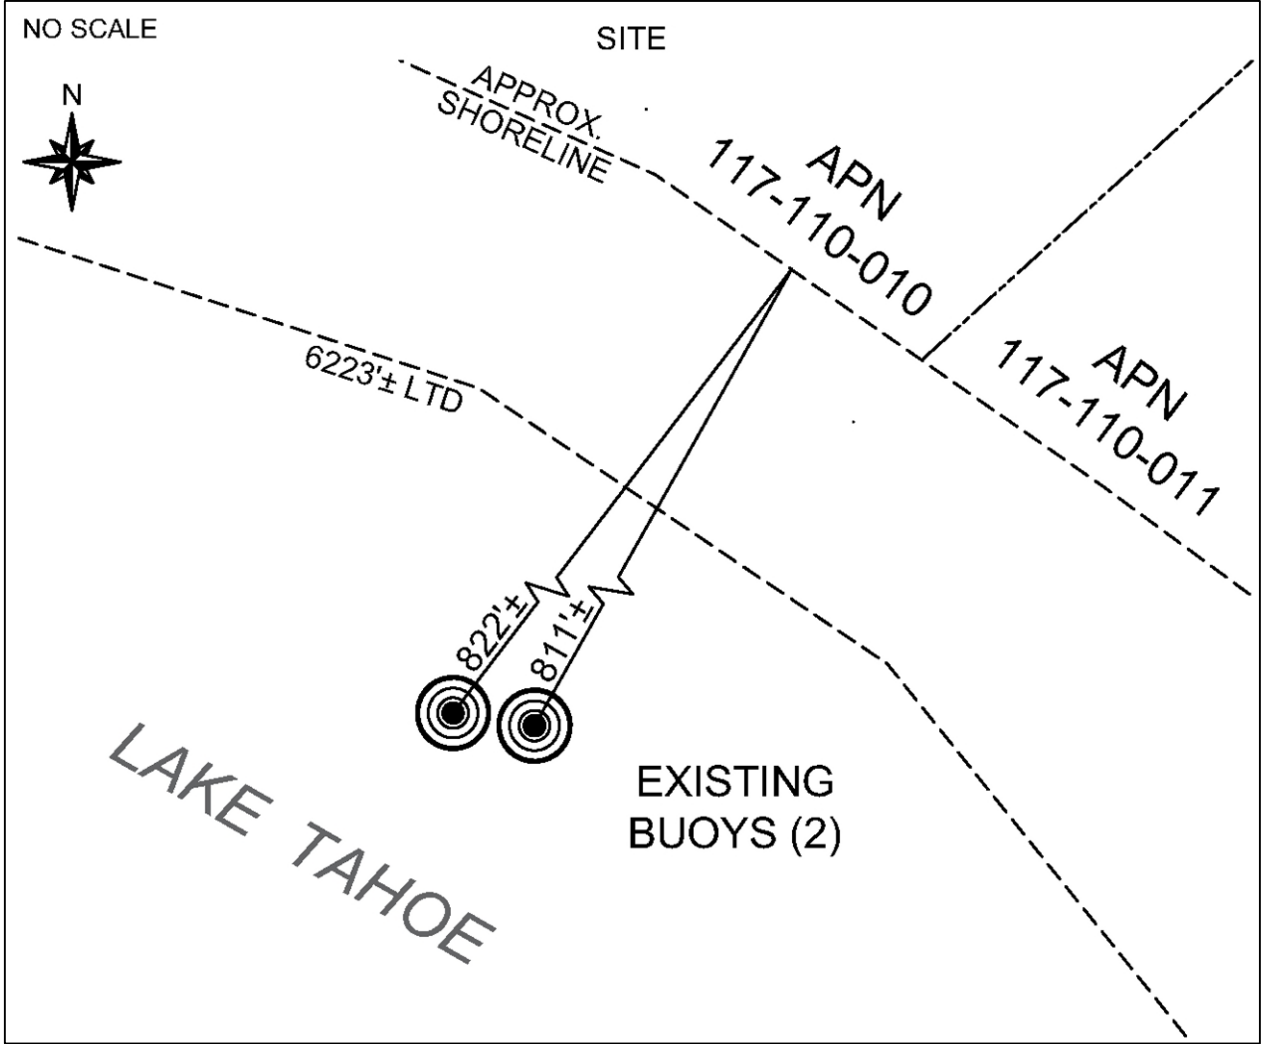 NO SCALE
SITE
N
APPROX.
SHORELINE
APN
117-110-010
APN
117-110-011
6223'± LTD
822'±
811'±
EXISTING
BUOYS (2)
LAKE TAHOE